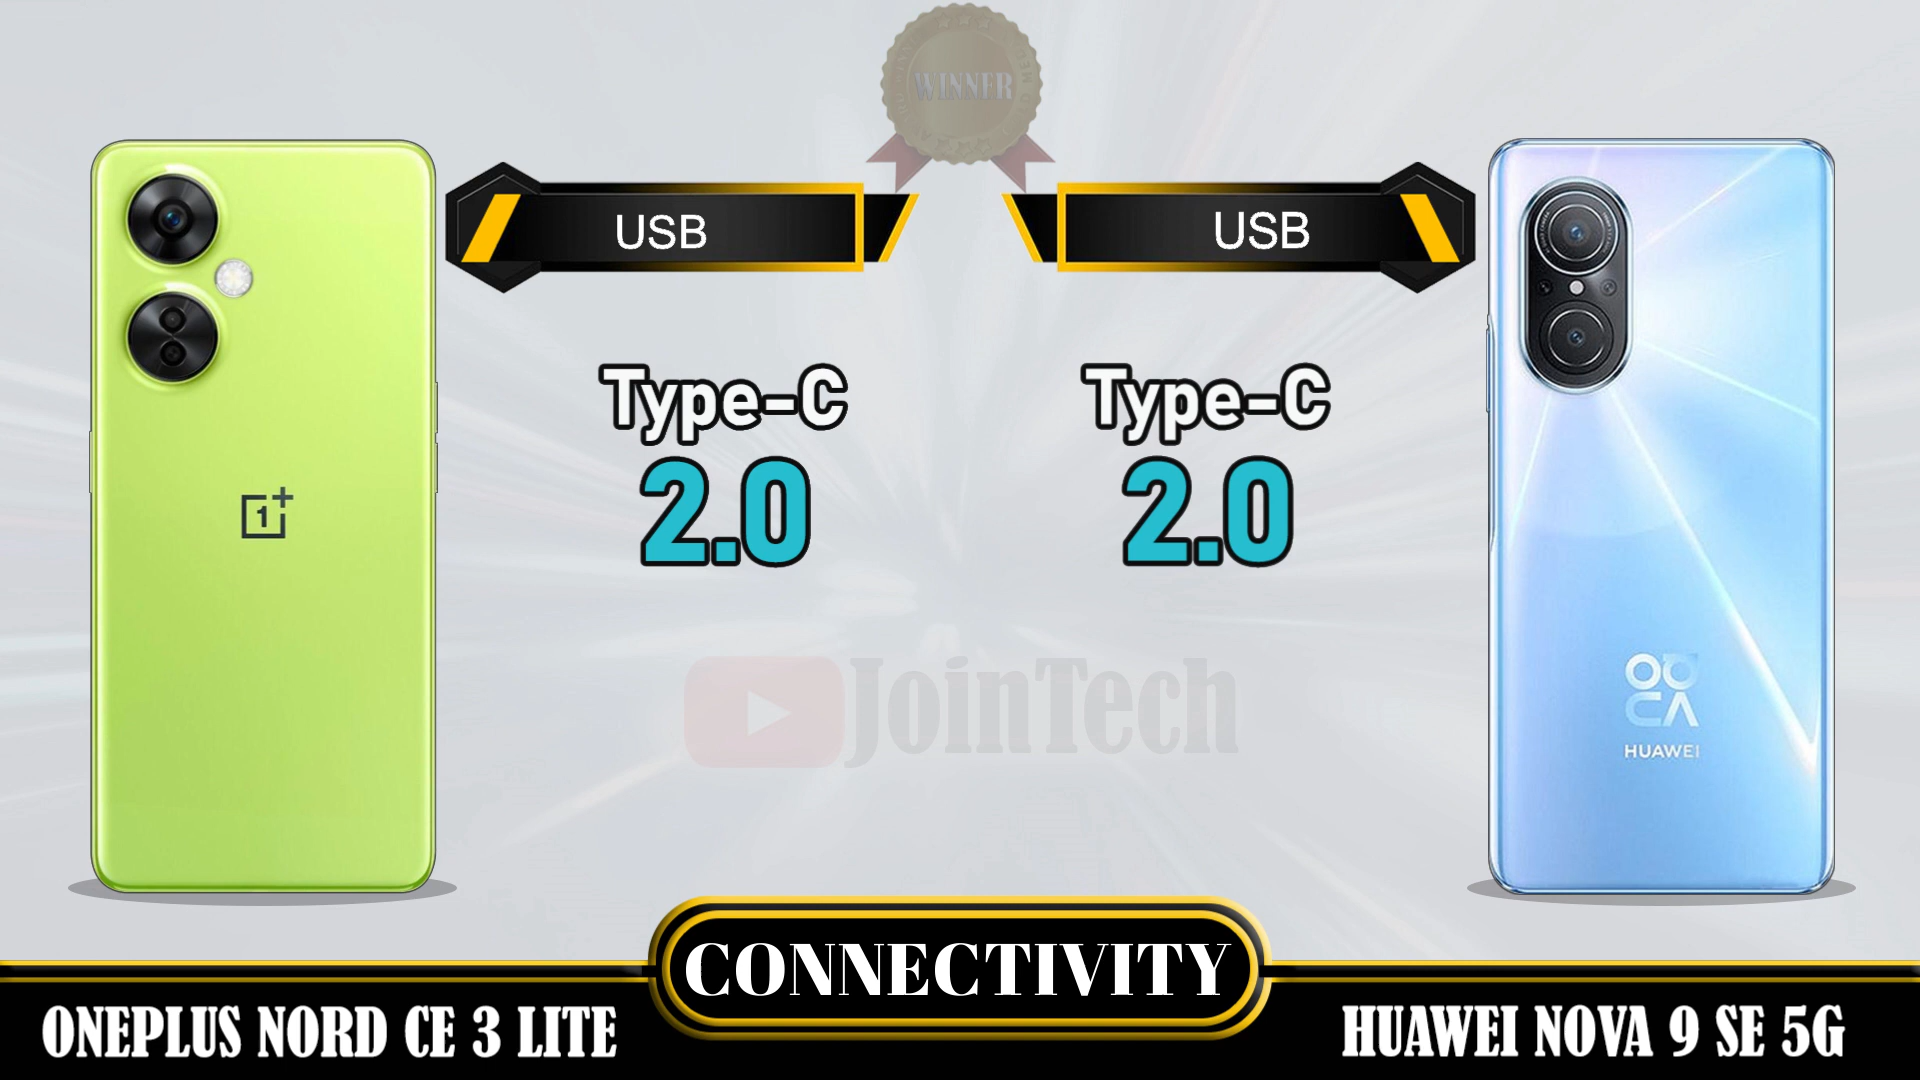 WINNER
USB
USB
Type-C
2.0
Type-C
2.0
1+
JoinTech
HUAWEI
CONNECTIVITY
ONEPLUS NORD CE 3 LITE
HUAWEI NOVA 9 SE 5G